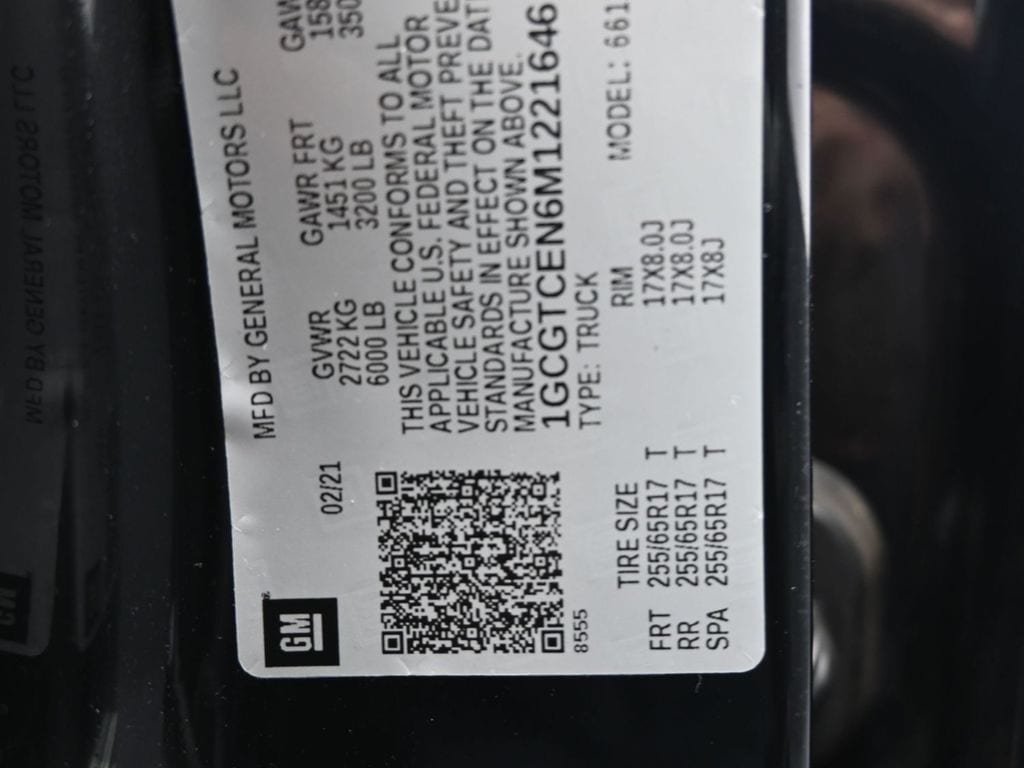 MFD BY GENERAL MOTORS LLC
GM
02/21
GVWR GAWR FRT GAW
2722 KG 1451 KG 158
6000 LB 3200 LB 350
THIS VEHICLE CONFORMS TO ALL
APPLICABLE U.S. FEDERAL MOTOR
VEHICLE SAFETY AND THEFT PREVE
STANDARDS IN EFFECT ON THE DAT
MANUFACTURE SHOWN ABOVE.
1GCGTCEN6M1221646
8555
TYPE: TRUCK MODEL: 661
TIRE SIZE RIM
FRT 255/65R17 T 17X8.0J
RR 255/65R17 T 17X8.0J
SPA 255/65R17 T 17X8J